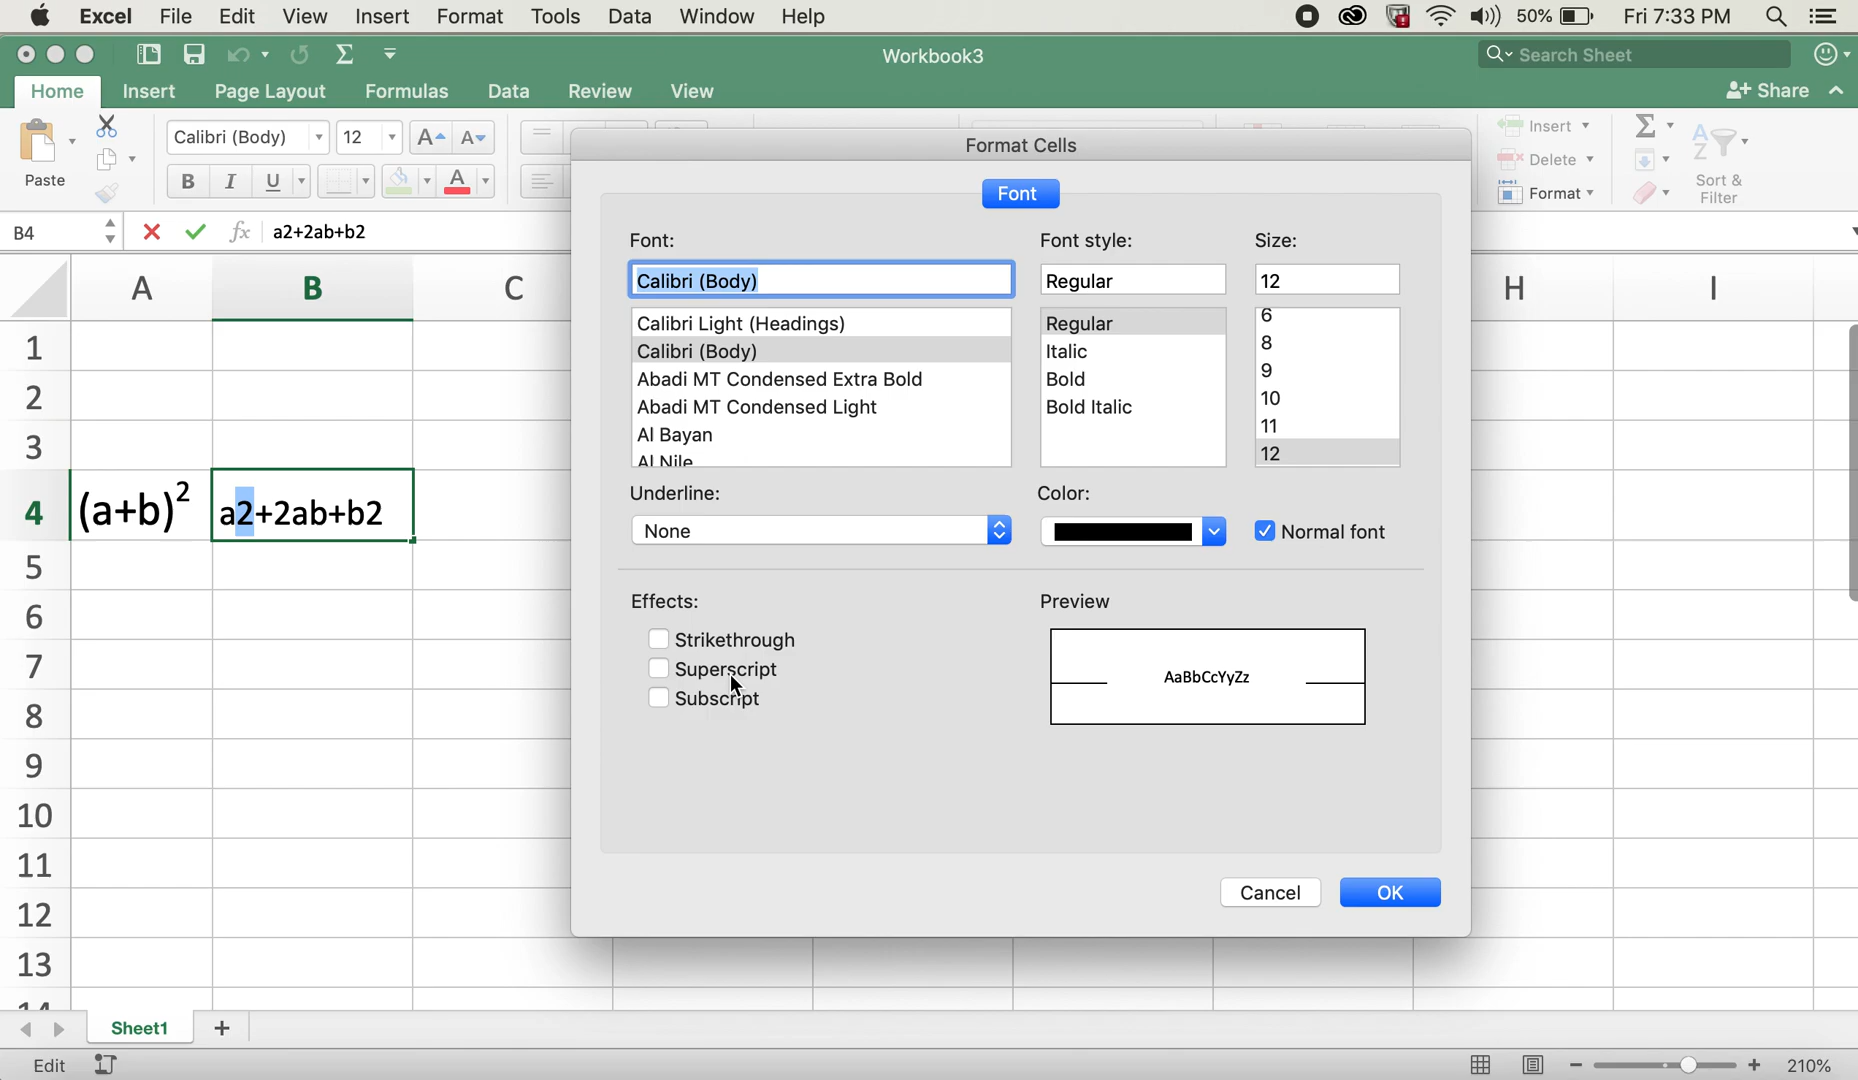 Excel File Edit View Insert Format Tools Data Window Help 50% Fri 7:33 PM
Workbook3 Search Sheet
Home Insert Page Layout Formulas Data Review View Share
Paste Calibri (Body) 12 A A Insert
B I U A Delete
Format Sort & Filter
B4 fx a2+2ab+b2
A B C H I
1
2
3
4 (a+b)² a2+2ab+b2
5
6
7
8
9
10
11
12
13
14
Format Cells
Font
Font: Font style: Size:
Calibri (Body) Regular 12
Calibri Light (Headings) Regular 6
Calibri (Body) Italic 8
Abadi MT Condensed Extra Bold Bold 9
Abadi MT Condensed Light Bold Italic 10
Al Bayan 11
Al Nile 12
Underline: Color:
None Normal font
Effects: Preview
Strikethrough
Superscript AaBbCcYyZz
Subscript
Cancel OK
Sheet1 +
Edit 210%